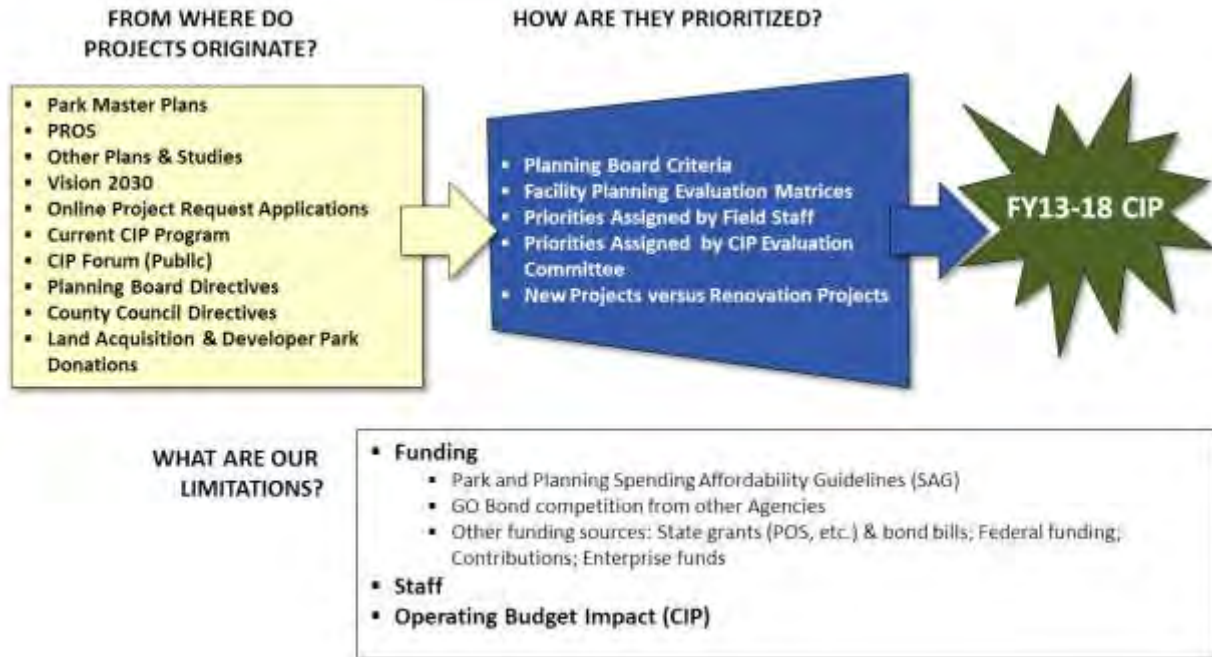 FROM WHERE DO
PROJECTS ORIGINATE?
▪ Park Master Plans
▪ PROS
▪ Other Plans & Studies
▪ Vision 2030
▪ Online Project Request Applications
▪ Current CIP Program
▪ CIP Forum (Public)
▪ Planning Board Directives
▪ County Council Directives
▪ Land Acquisition & Developer Park
Donations
HOW ARE THEY PRIORITIZED?
▪ Planning Board Criteria
▪ Facility Planning Evaluation Matrices
▪ Priorities Assigned by Field Staff
▪ Priorities Assigned by CIP Evaluation
Committee
▪ New Projects versus Renovation Projects
FY13-18 CIP
WHAT ARE OUR
LIMITATIONS?
▪ Funding
▪ Park and Planning Spending Affordability Guidelines (SAG)
▪ GO Bond competition from other Agencies
▪ Other funding sources: State grants (POS, etc.) & bond bills; Federal funding;
Contributions; Enterprise funds
▪ Staff
▪ Operating Budget Impact (CIP)